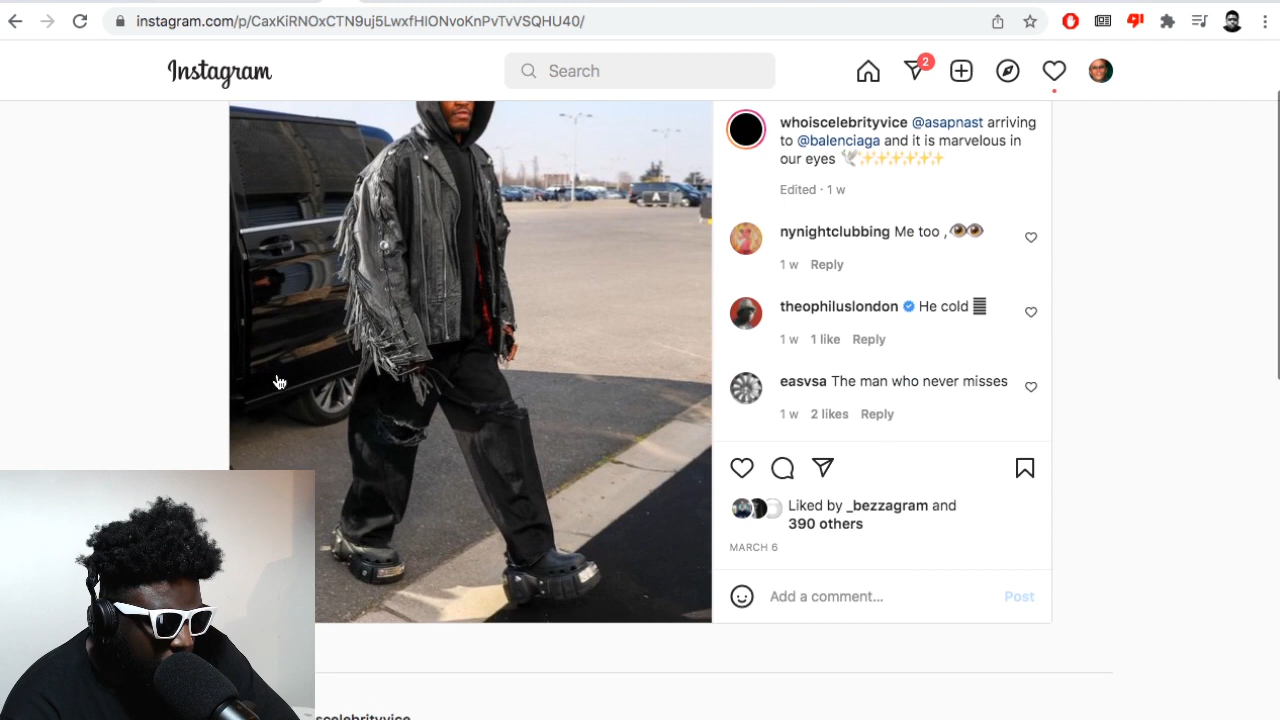 instagram.com/p/CaxKiRNOxCTN9uj5LwxfHlONvoKnPvTvVSQHU40/
Instagram
Search
2
whoiscelebrityvice @asapnast arriving
to @balenciaga and it is marvelous in
our eyes 🕊️✨✨✨✨✨✨
Edited · 1 w
nynightclubbing Me too ,👁️👁️
1 w Reply
theophiluslondon He cold
1 w 1 like Reply
easvsa The man who never misses
1 w 2 likes Reply
Liked by _bezzagram and
390 others
MARCH 6
Add a comment...
Post